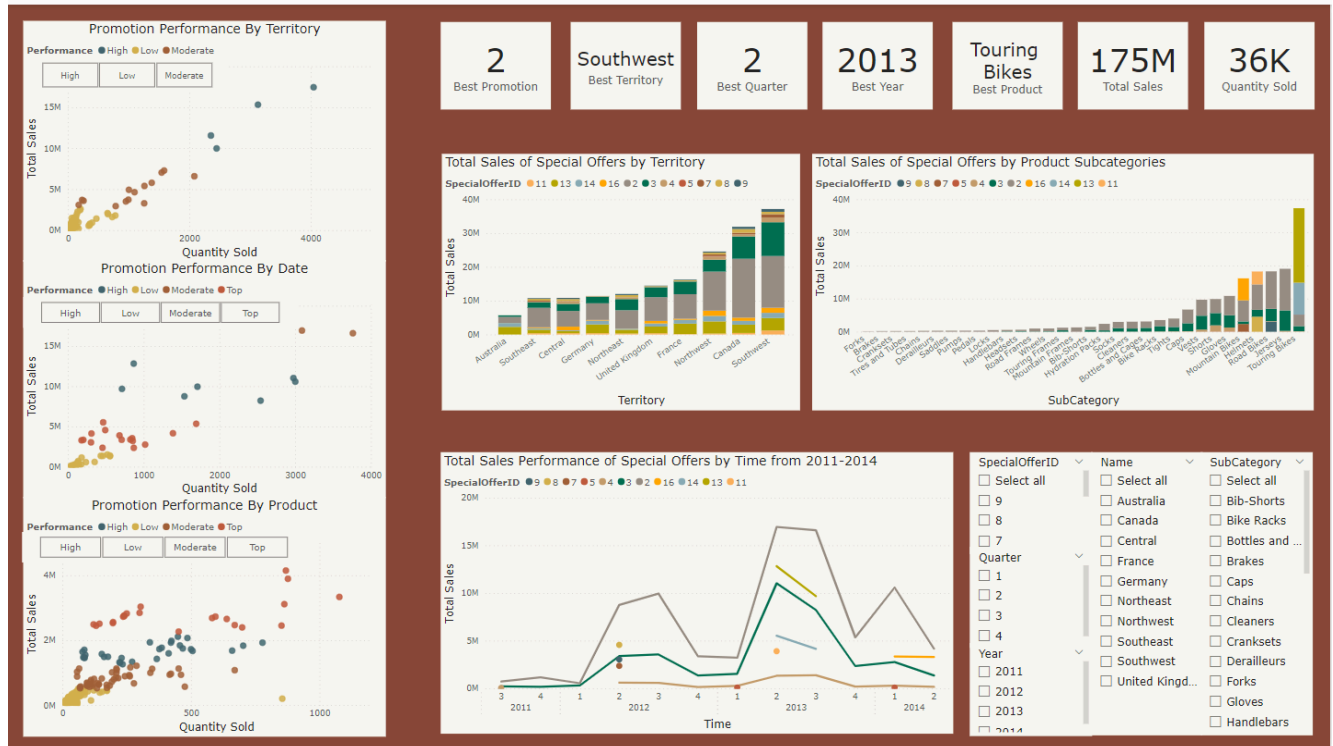 Promotion Performance By Territory
Performance High Low Moderate
High Low Moderate
15M
10M
5M
0M
0 2000 4000
Total Sales
Quantity Sold
Promotion Performance By Date
Performance High Low Moderate Top
High Low Moderate Top
15M
10M
5M
0M
0 1000 2000 3000 4000
Total Sales
Quantity Sold
Promotion Performance By Product
Performance High Low Moderate Top
High Low Moderate Top
4M
2M
0M
0 500 1000
Total Sales
Quantity Sold
2
Best Promotion
Southwest
Best Territory
2
Best Quarter
2013
Best Year
Touring
Bikes
Best Product
175M
Total Sales
36K
Quantity Sold
Total Sales of Special Offers by Territory
SpecialOfferID 11 13 14 16 2 3 4 5 7 8 9
40M
30M
20M
10M
0M
Total Sales
Australia
Southeast
Central
Germany
Northeast
United Kingdom
France
Northwest
Canada
Southwest
Territory
Total Sales of Special Offers by Product Subcategories
SpecialOfferID 9 8 7 5 4 3 2 16 14 13 11
40M
30M
20M
10M
0M
Total Sales
Forks
Brakes
Cranksets
Tires and Tubes
Chains
Derailleurs
Saddles
Pumps
Pedals
Locks
Handlebars
Headsets
Road Frames
Wheels
Touring Frames
Mountain Frames
Bib-Shorts
Hydration Packs
Socks
Cleaners
Bottles and Cages
Bike Racks
Tights
Caps
Vests
Shorts
Gloves
Mountain Bikes
Helmets
Road Bikes
Jerseys
Touring Bikes
SubCategory
Total Sales Performance of Special Offers by Time from 2011-2014
SpecialOfferID 9 8 7 5 4 3 2 16 14 13 11
20M
15M
10M
5M
0M
Total Sales
3 4 1 2 3 4 1 2 3 4 1 2
2011 2012 2013 2014
Time
SpecialOfferID
Select all
9
8
7
Quarter
1
2
3
4
Year
2011
2012
2013
2014
Name
Select all
Australia
Canada
Central
France
Germany
Northeast
Northwest
Southeast
Southwest
United Kingd...
SubCategory
Select all
Bib-Shorts
Bike Racks
Bottles and ...
Brakes
Caps
Chains
Cleaners
Cranksets
Derailleurs
Forks
Gloves
Handlebars